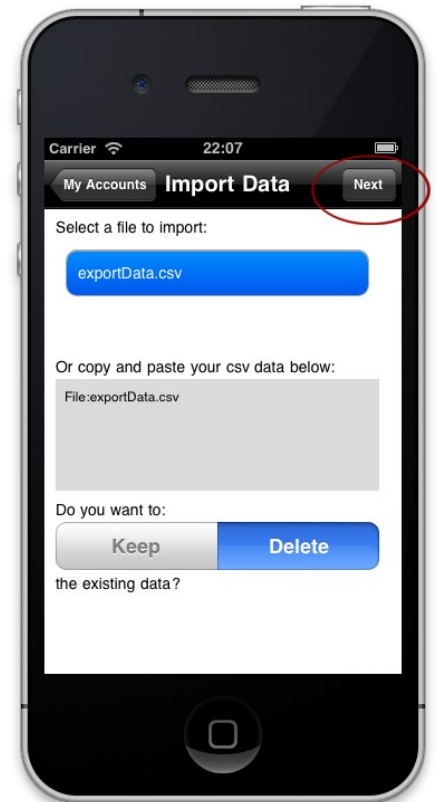 Carrier 22:07
My Accounts Import Data Next
Select a file to import:
exportData.csv
Or copy and paste your csv data below:
File:exportData.csv
Do you want to:
Keep Delete
the existing data?